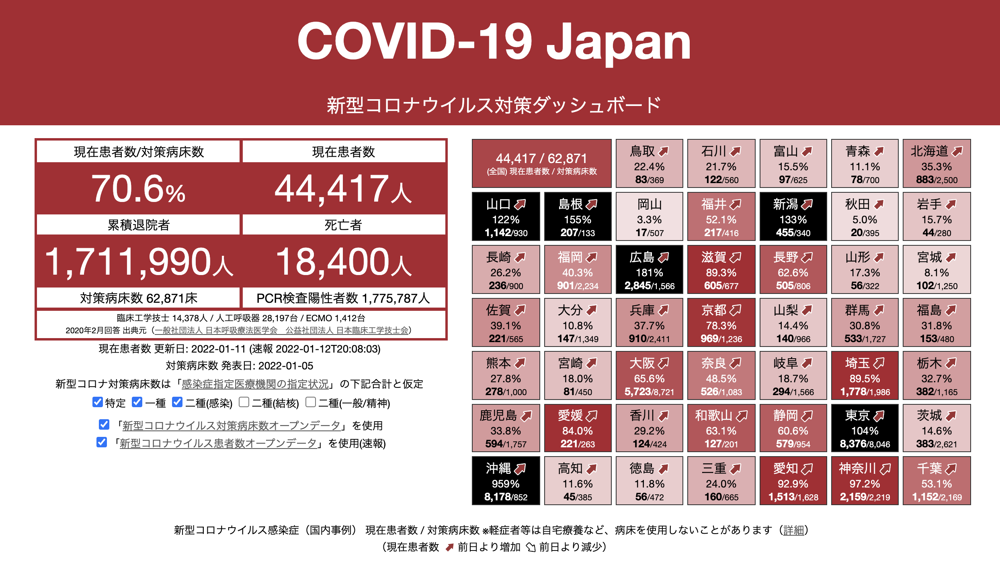 COVID-19 Japan
新型コロナウイルス対策ダッシュボード
現在患者数/対策病床数
現在患者数
70.6%
44,417人
累積退院者
死亡者
1,711,990人
18,400人
対策病床数 62,871床
PCR検査陽性者数 1,775,787人
臨床工学技士 14,378人 / 人工呼吸器 28,197台 / ECMO 1,412台
2020年2月回答 出典元（一般社団法人 日本呼吸療法医学会　公益社団法人 日本臨床工学技士会）
現在患者数 更新日: 2022-01-11 (速報 2022-01-12T20:08:03)
対策病床数 発表日: 2022-01-05
新型コロナ対策病床数は「感染症指定医療機関の指定状況」の下記合計と仮定
特定 一種 二種(感染) 二種(結核) 二種(一般/精神)
「新型コロナウイルス対策病床数オープンデータ」を使用
「新型コロナウイルス患者数オープンデータ」を使用(速報)
44,417 / 62,871
(全国) 現在患者数 / 対策病床数
鳥取
22.4%
83/369
石川
21.7%
122/560
富山
15.5%
97/625
青森
11.1%
78/700
北海道
35.3%
883/2,500
山口
122%
1,142/930
島根
155%
207/133
岡山
3.3%
17/507
福井
52.1%
217/416
新潟
133%
455/340
秋田
5.0%
20/395
岩手
15.7%
44/280
長崎
26.2%
236/900
福岡
40.3%
901/2,234
広島
181%
2,845/1,566
滋賀
89.3%
605/677
長野
62.6%
505/806
山形
17.3%
56/322
宮城
8.1%
102/1,250
佐賀
39.1%
221/565
大分
10.8%
147/1,349
兵庫
37.7%
910/2,411
京都
78.3%
969/1,236
山梨
14.4%
140/966
群馬
30.8%
533/1,727
福島
31.8%
153/480
熊本
27.8%
278/1,000
宮崎
18.0%
81/450
大阪
65.6%
5,723/8,721
奈良
48.5%
526/1,083
岐阜
18.7%
294/1,566
埼玉
89.5%
1,778/1,986
栃木
32.7%
382/1,165
鹿児島
33.8%
594/1,757
愛媛
84.0%
221/263
香川
29.2%
124/424
和歌山
63.1%
127/201
静岡
60.6%
579/954
東京
104%
8,376/8,046
茨城
14.6%
383/2,621
沖縄
959%
8,178/852
高知
11.6%
45/385
徳島
11.8%
56/472
三重
24.0%
160/665
愛知
92.9%
1,513/1,628
神奈川
97.2%
2,159/2,219
千葉
53.1%
1,152/2,169
新型コロナウイルス感染症（国内事例） 現在患者数 / 対策病床数 ※軽症者等は自宅療養など、病床を使用しないことがあります（詳細）
（現在患者数 前日より増加 前日より減少）